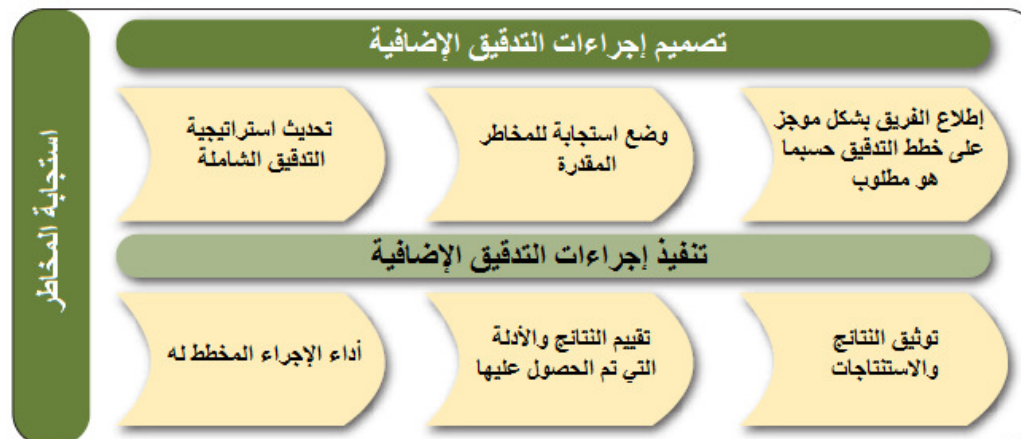 استجابة المخاطر
تصميم إجراءات التدقيق الإضافية
تحديث استراتيجية
التدقيق الشاملة
وضع استجابة للمخاطر
المقدرة
إطلاع الفريق بشكل موجز
على خطط التدقيق حسبما
هو مطلوب
تنفيذ إجراءات التدقيق الإضافية
أداء الإجراء المخطط له
تقييم النتائج والأدلة
التي تم الحصول عليها
توثيق النتائج
والاستنتاجات